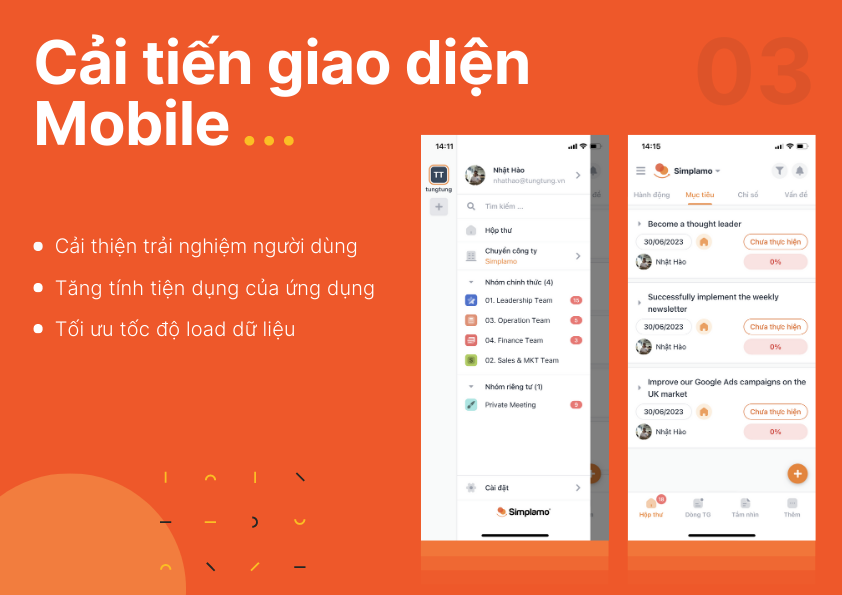 Cải tiến giao diện
Mobile ...
03
Cải thiện trải nghiệm người dùng
Tăng tính tiện dụng của ứng dụng
Tối ưu tốc độ load dữ liệu
14:11
TT
tungtung
+
Nhật Hào
nhathao@tungtung.vn
Tìm kiếm ...
Hộp thư
Chuyển công ty
Simplamo
Nhóm chính thức (4)
01. Leadership Team
03. Operation Team 5
04. Finance Team 3
02. Sales & MKT Team
Nhóm riêng tư (1)
Private Meeting
Cài đặt
Simplamo
14:15
Simplamo
Hành động Mục tiêu Chỉ số Vấn đề
Become a thought leader
30/06/2023 Chưa thực hiện
Nhật Hào 0%
Successfully implement the weekly
newsletter
30/06/2023 Chưa thực hiện
Nhật Hào 0%
Improve our Google Ads campaigns on the
UK market
30/06/2023 Chưa thực hiện
Nhật Hào 0%
+
Hộp thư Dòng TG Tầm nhìn Thêm